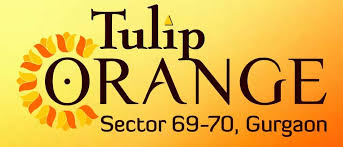 Tulip
ORANGE
Sector 69-70, Gurgaon